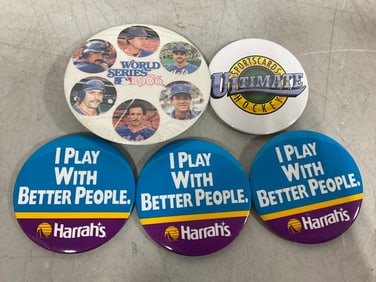 WORLD
SERIES
1986
SPORTSCARDS
ULTIMATE
HOCKEY
I PLAY
WITH
BETTER PEOPLE.
Harrah's
I PLAY
WITH
BETTER PEOPLE.
Harrah's
I PLAY
WITH
BETTER PEOPLE.
Harrah's